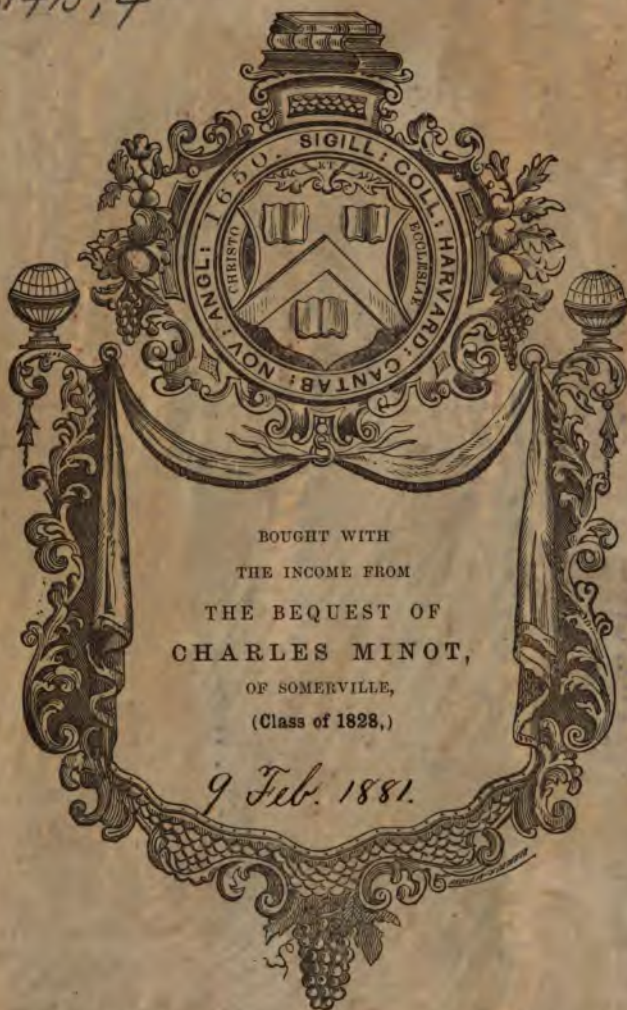 SIGILL: COLL: HARVARD: CANTAB: NOV: ANGL: 1650.
CHRISTO
ET
ECCLESIAE
BOUGHT WITH
THE INCOME FROM
THE BEQUEST OF
CHARLES MINOT,
OF SOMERVILLE,
(Class of 1828,)
9 Feb. 1881.